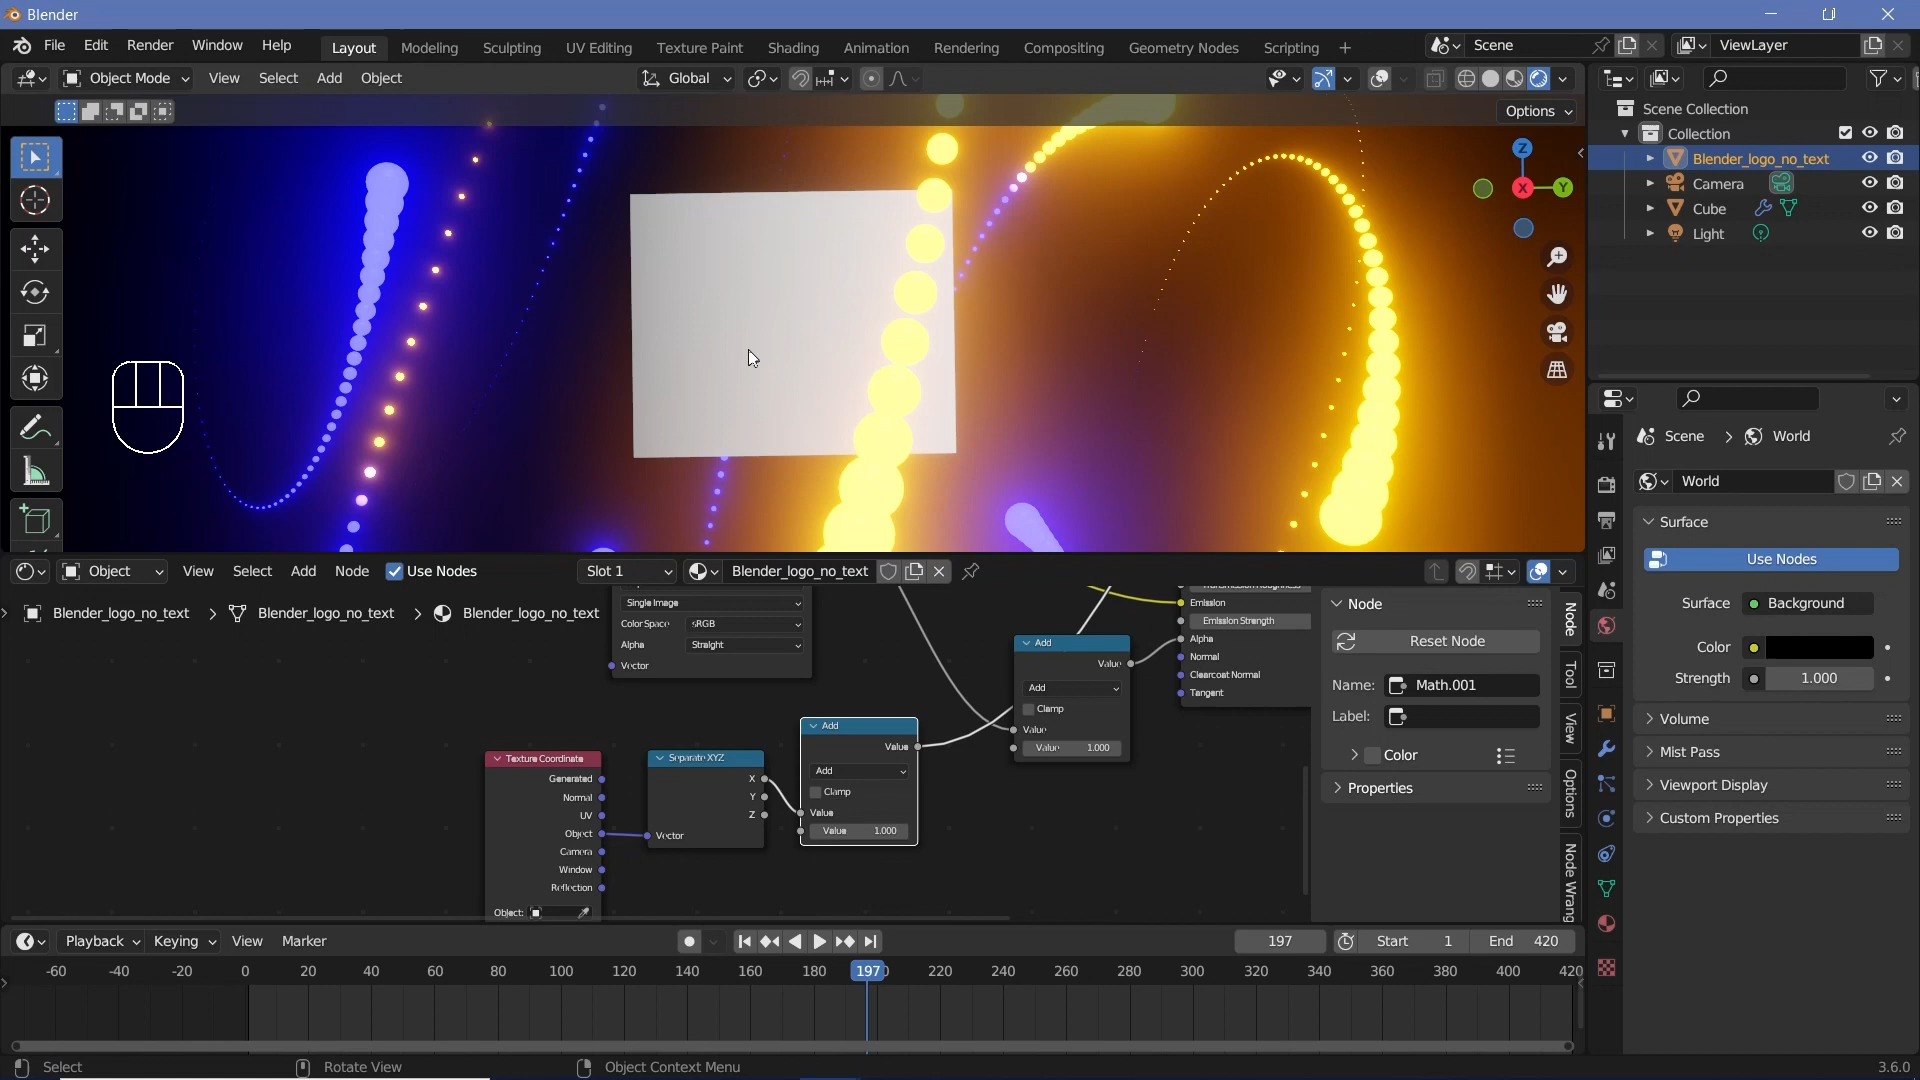 Blender
File Edit Render Window Help Layout Modeling Sculpting UV Editing Texture Paint Shading Animation Rendering Compositing Geometry Nodes Scripting + Scene ViewLayer
Object Mode View Select Add Object Global
Options
Scene Collection
Collection
Blender_logo_no_text
Camera
Cube
Light
Z
X
Y
Scene > World
World
Surface
Use Nodes
Surface Background
Color
Strength 1.000
Volume
Mist Pass
Viewport Display
Custom Properties
Object View Select Add Node Use Nodes Slot 1 Blender_logo_no_text
Blender_logo_no_text > Blender_logo_no_text > Blender_logo_no_text
Single Image
Color Space sRGB
Alpha Straight
Vector
Texture Coordinate
Generated
Normal
UV
Object
Camera
Window
Reflection
Object:
Separate XYZ
X
Y
Z
Vector
Add
Value
Add
Clamp
Value
Value 1.000
Add
Value
Add
Clamp
Value
Value 1.000
Emission
Emission Strength
Alpha
Normal
Clearcoat Normal
Tangent
Node
Reset Node
Name: Math.001
Label:
Color
Properties
Node
Tool
View
Options
Node Wrang
Playback Keying View Marker 197 Start 1 End 420
-60 -40 -20 0 20 40 60 80 100 120 140 160 180 197 220 240 260 280 300 320 340 360 380 400 420
Select Rotate View Object Context Menu 3.6.0